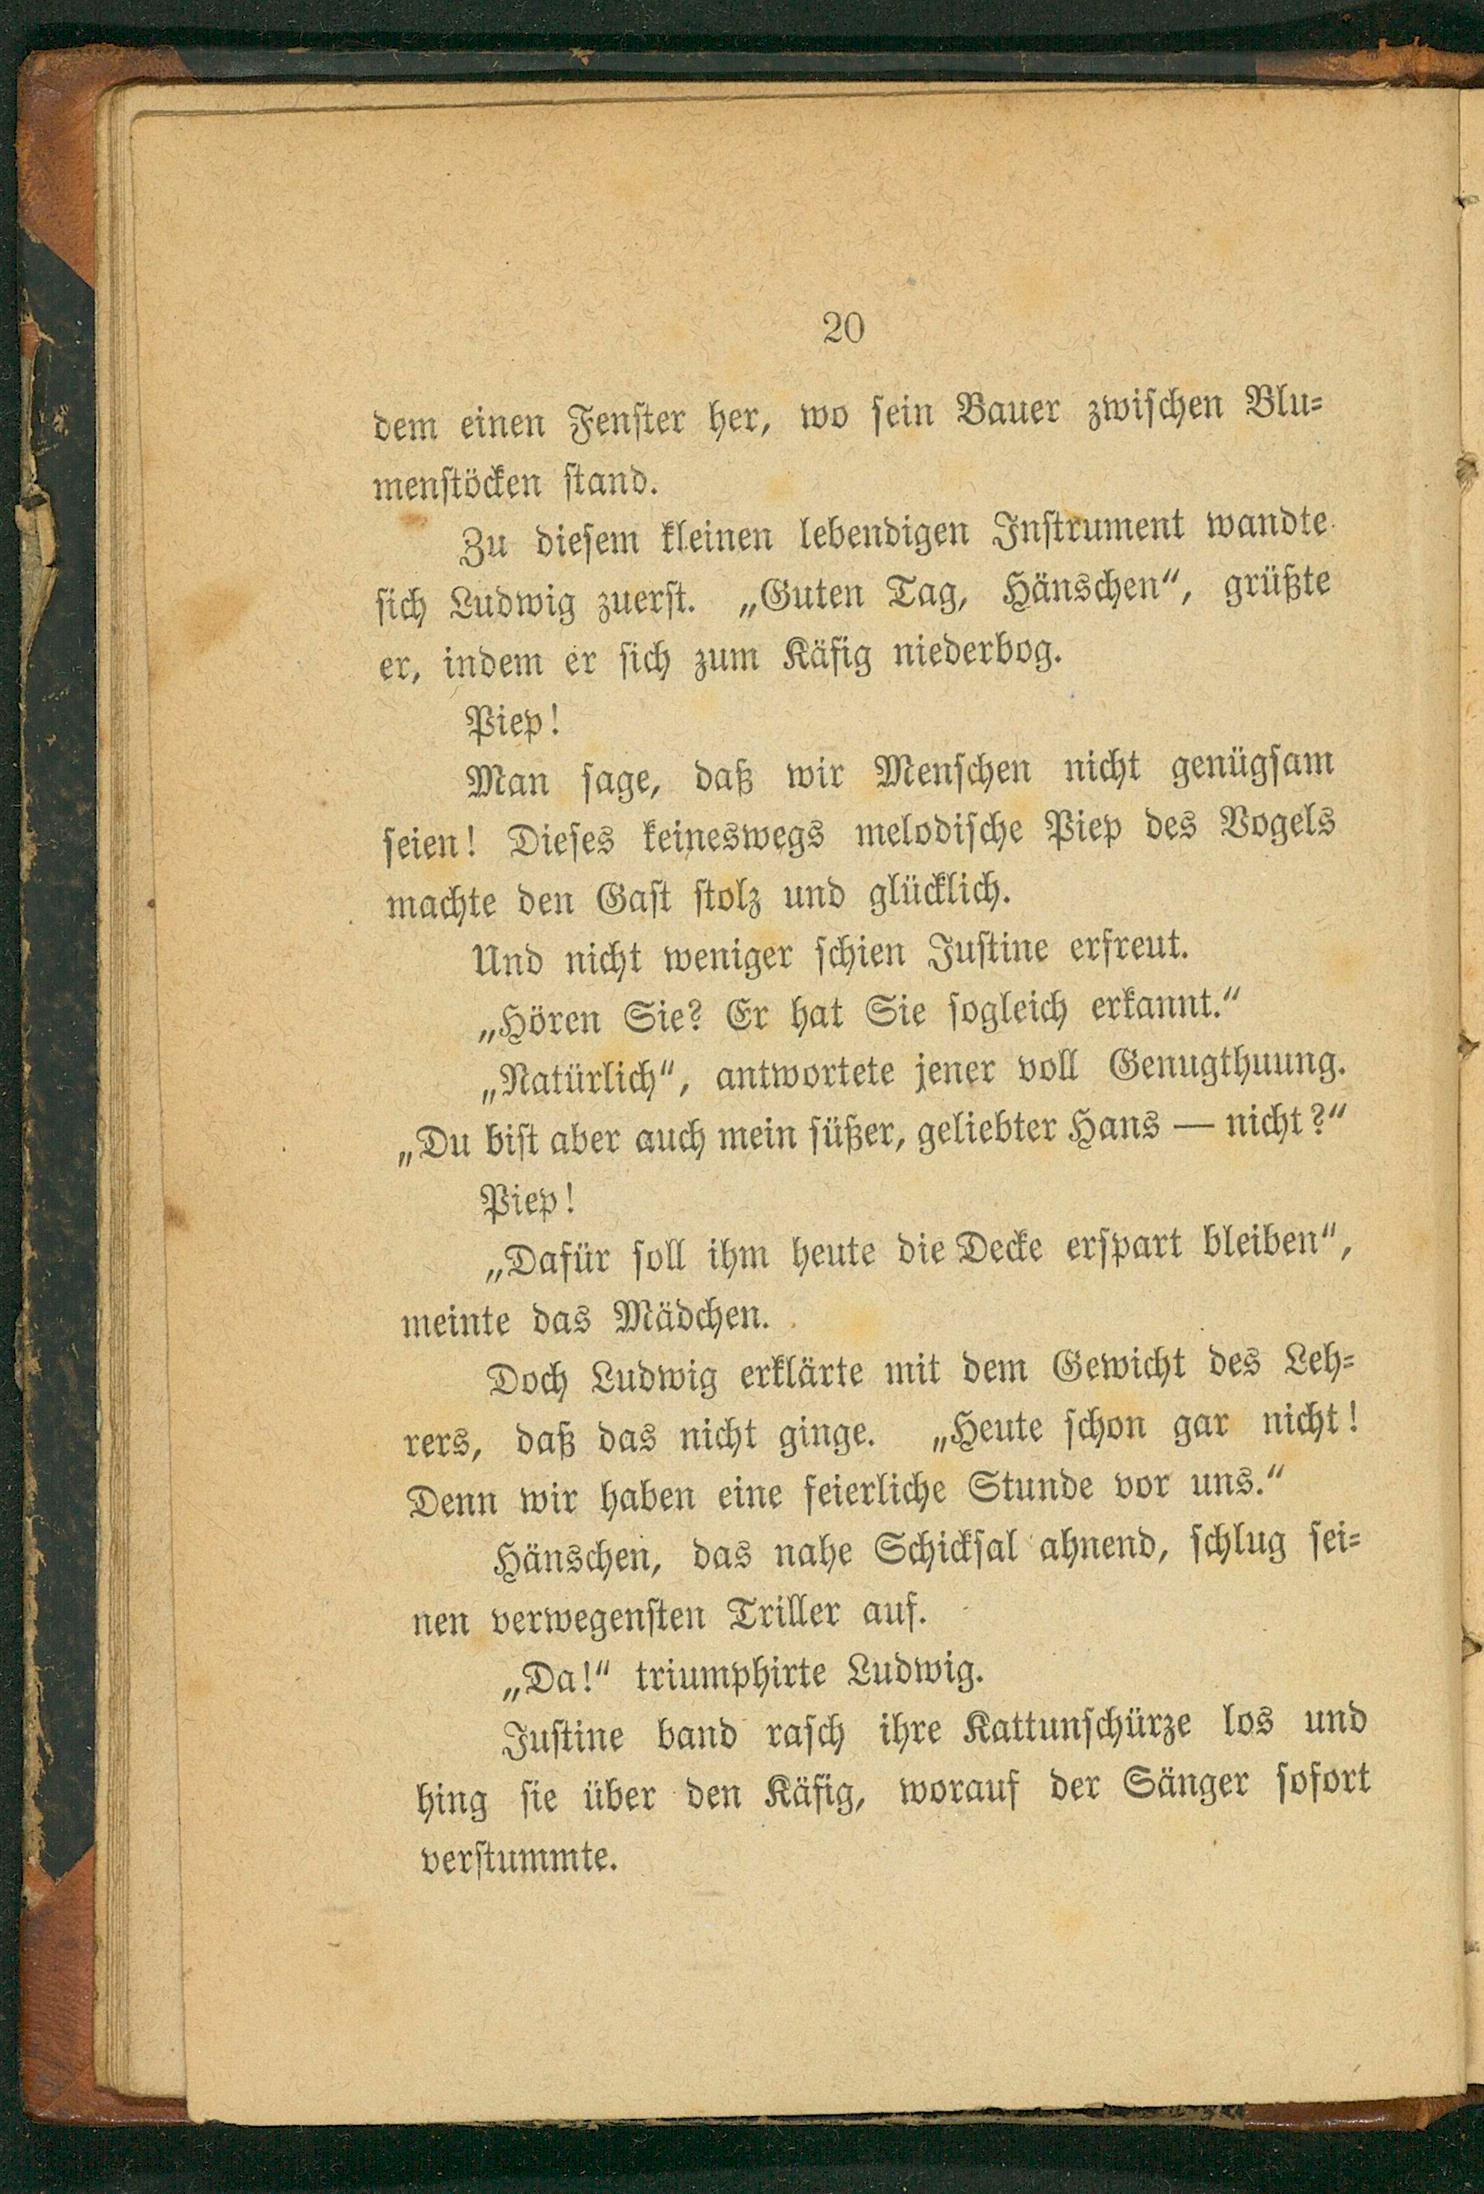 20
dem einen Fenſter her, wo ſein Bauer zwiſchen Blu⸗
menſtöcken ſtand.
Zu dieſem kleinen lebendigen Inſtrument wandte
ſich Ludwig zuerſt. „Guten Tag, Hänschen“, grüßte
er, indem er ſich zum Käfig niederbog.
Piep!
Man ſage, daß wir Menſchen nicht genügſam
ſeien! Dieſes keineswegs melodiſche Piep des Vogels
machte den Gaſt ſtolz und glücklich.
Und nicht weniger ſchien Juſtine erfreut.
„Hören Sie? Er hat Sie ſogleich erkannt.“
„Natürlich“, antwortete jener voll Genugthuung.
„Du biſt aber auch mein ſüßer, geliebter Hans — nicht?“
Piep!
„Dafür ſoll ihm heute die Decke erſpart bleiben“,
meinte das Mädchen.
Doch Ludwig erklärte mit dem Gewicht des Leh⸗
rers, daß das nicht ginge. „Heute ſchon gar nicht!
Denn wir haben eine feierliche Stunde vor uns.“
Hänschen, das nahe Schickſal ahnend, ſchlug ſei⸗
nen verwegenſten Triller auf.
„Da!“ triumphirte Ludwig.
Juſtine band raſch ihre Kattunſchürze los und
hing ſie über den Käfig, worauf der Sänger ſofort
verſtummte.